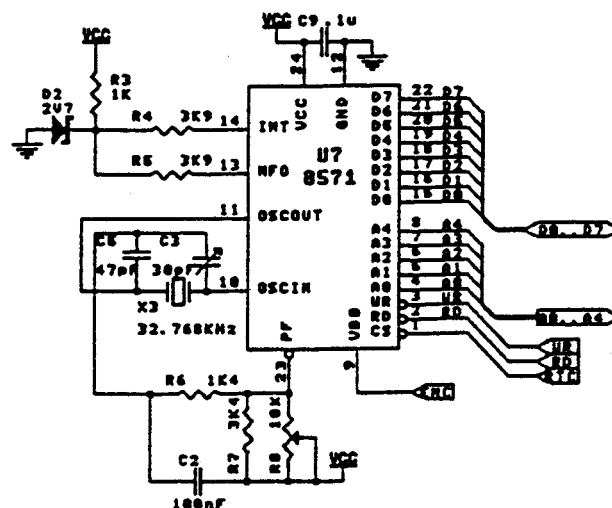 VCC
C9 .1u
24
12
VCC
GND
D2
2V7
R3
1K
R4 3K9 14 INT
R5 3K9 13 MFO
11 OSCOUT
C3
47pF
30pF
10 OSCIN
X3
32.768KHz
U7
8571
D7 22 D7
D6 21 D6
D5 20 D5
D4 19 D4
D3 18 D3
D2 17 D2
D1 16 D1
D0 15 D0
D0..D7
A4 8 A4
A3 7 A3
A2 6 A2
A1 5 A1
A0 4 A0
WR 3 WR
RD 2 RD
CS 1
WR
RD
RTC
PF
VBB
23
9
R6 1K4
R7
3K4
R8
10K
C2
100nF
VCC